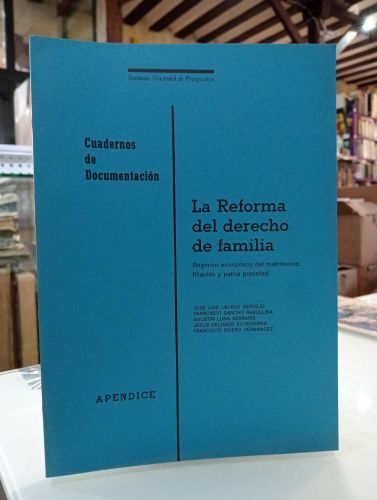 Instituto Nacional de Prospectiva
Cuadernos
de
Documentación
La Reforma
del derecho
de familia
Régimen económico del matrimonio,
filiación y patria potestad
JOSE LUIS LACRUZ BERDEJO
FRANCISCO SANCHO REBULLIDA
AGUSTIN LUNA SERRANO
JESUS DELGADO ECHEVERRIA
FRANCISCO RIVERO HERNANDEZ
APENDICE